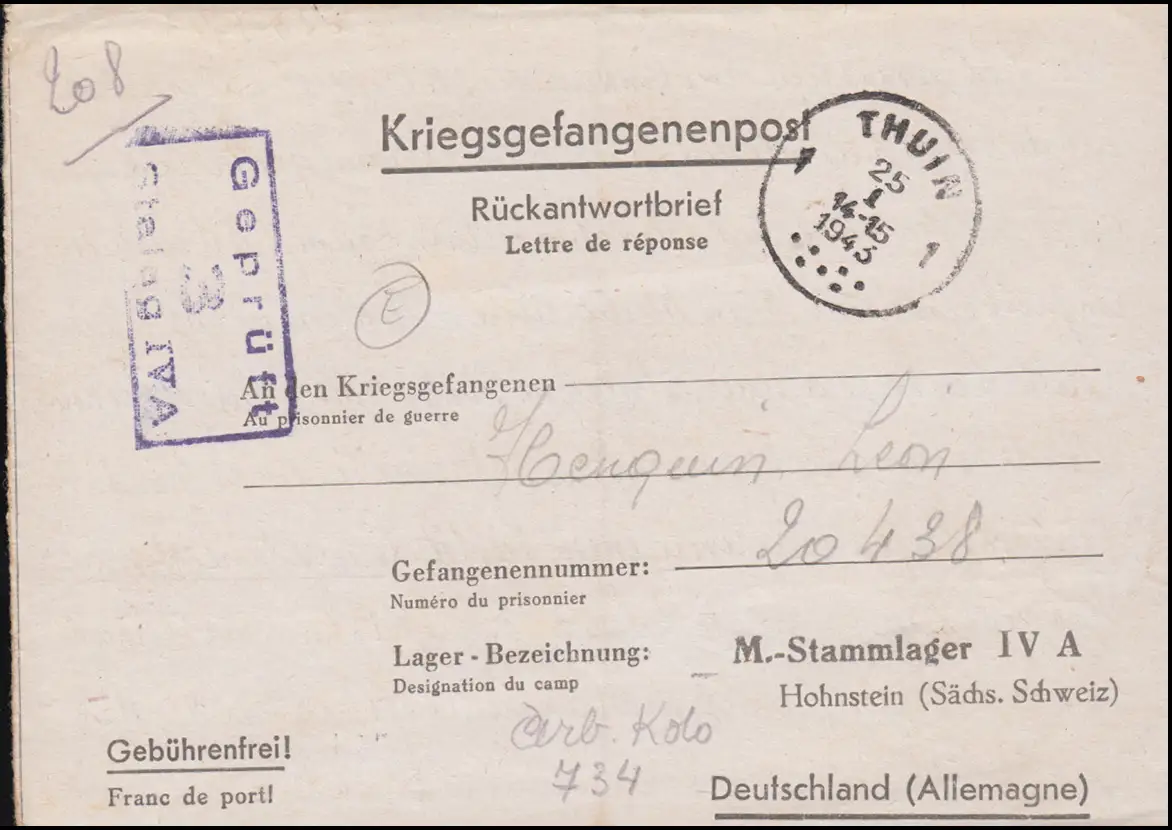 208
Kriegsgefangenenpost
Rückantwortbrief
Lettre de réponse
1 THUIN 1
25
1
14-15
1943
Geprüft
3
Stalag IV A
E
An den Kriegsgefangenen
Au prisonnier de guerre
Henquin Leon
Gefangenennummer: 20438
Numéro du prisonnier
Lager-Bezeichnung: M.-Stammlager IV A
Designation du camp
Hohnstein (Sächs. Schweiz)
Arb. Kdo
734
Gebührenfrei!
Franc de port!
Deutschland (Allemagne)